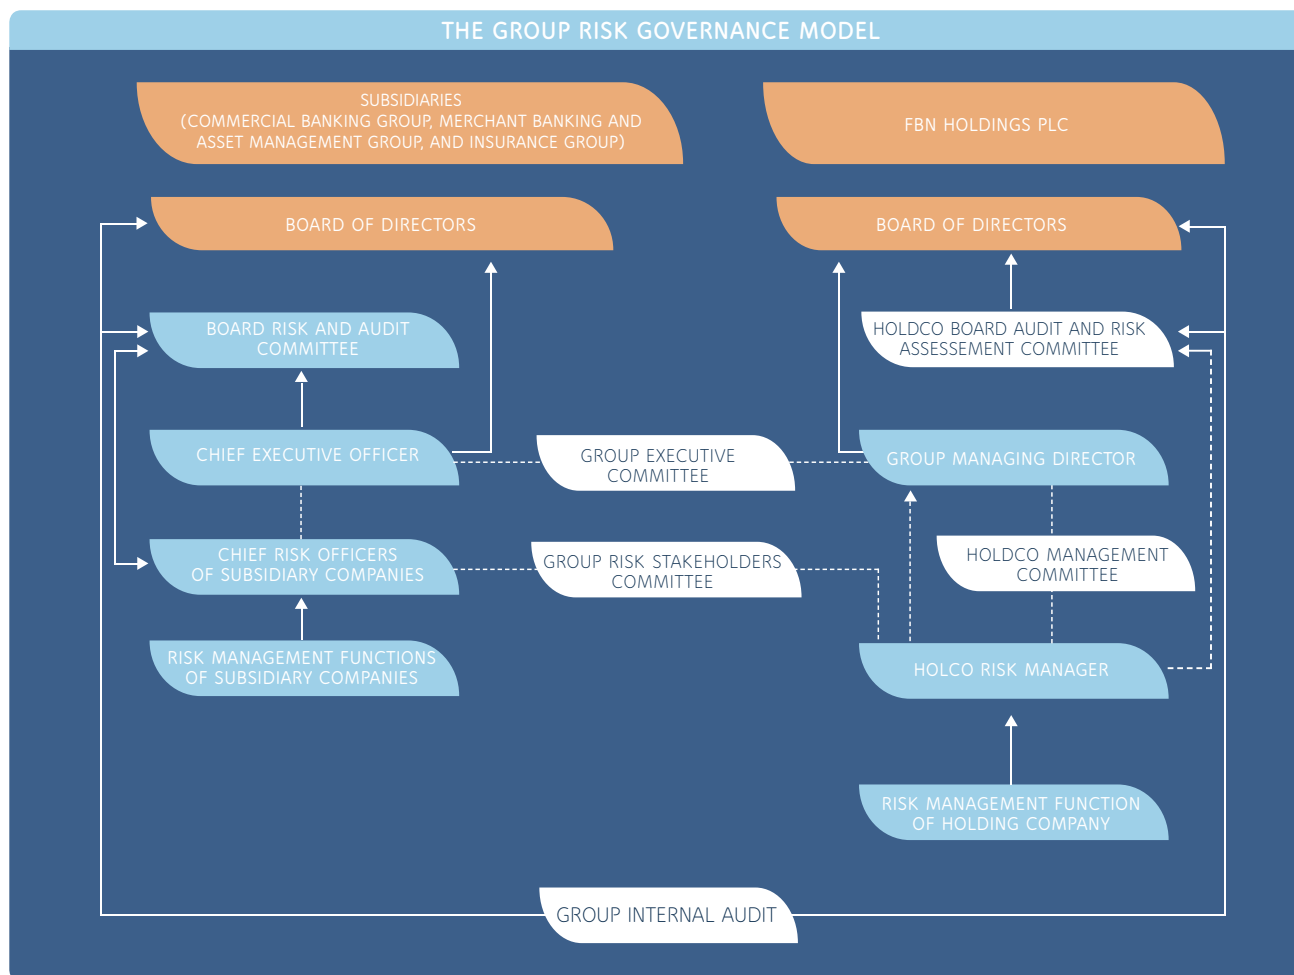 THE GROUP RISK GOVERNANCE MODEL
SUBSIDIARIES
(COMMERCIAL BANKING GROUP, MERCHANT BANKING AND
ASSET MANAGEMENT GROUP, AND INSURANCE GROUP)
FBN HOLDINGS PLC
BOARD OF DIRECTORS
BOARD OF DIRECTORS
BOARD RISK AND AUDIT
COMMITTEE
HOLDCO BOARD AUDIT AND RISK
ASSESSEMENT COMMITTEE
CHIEF EXECUTIVE OFFICER
GROUP EXECUTIVE
COMMITTEE
GROUP MANAGING DIRECTOR
CHIEF RISK OFFICERS
OF SUBSIDIARY COMPANIES
GROUP RISK STAKEHOLDERS
COMMITTEE
HOLDCO MANAGEMENT
COMMITTEE
RISK MANAGEMENT FUNCTIONS
OF SUBSIDIARY COMPANIES
HOLCO RISK MANAGER
RISK MANAGEMENT FUNCTION
OF HOLDING COMPANY
GROUP INTERNAL AUDIT